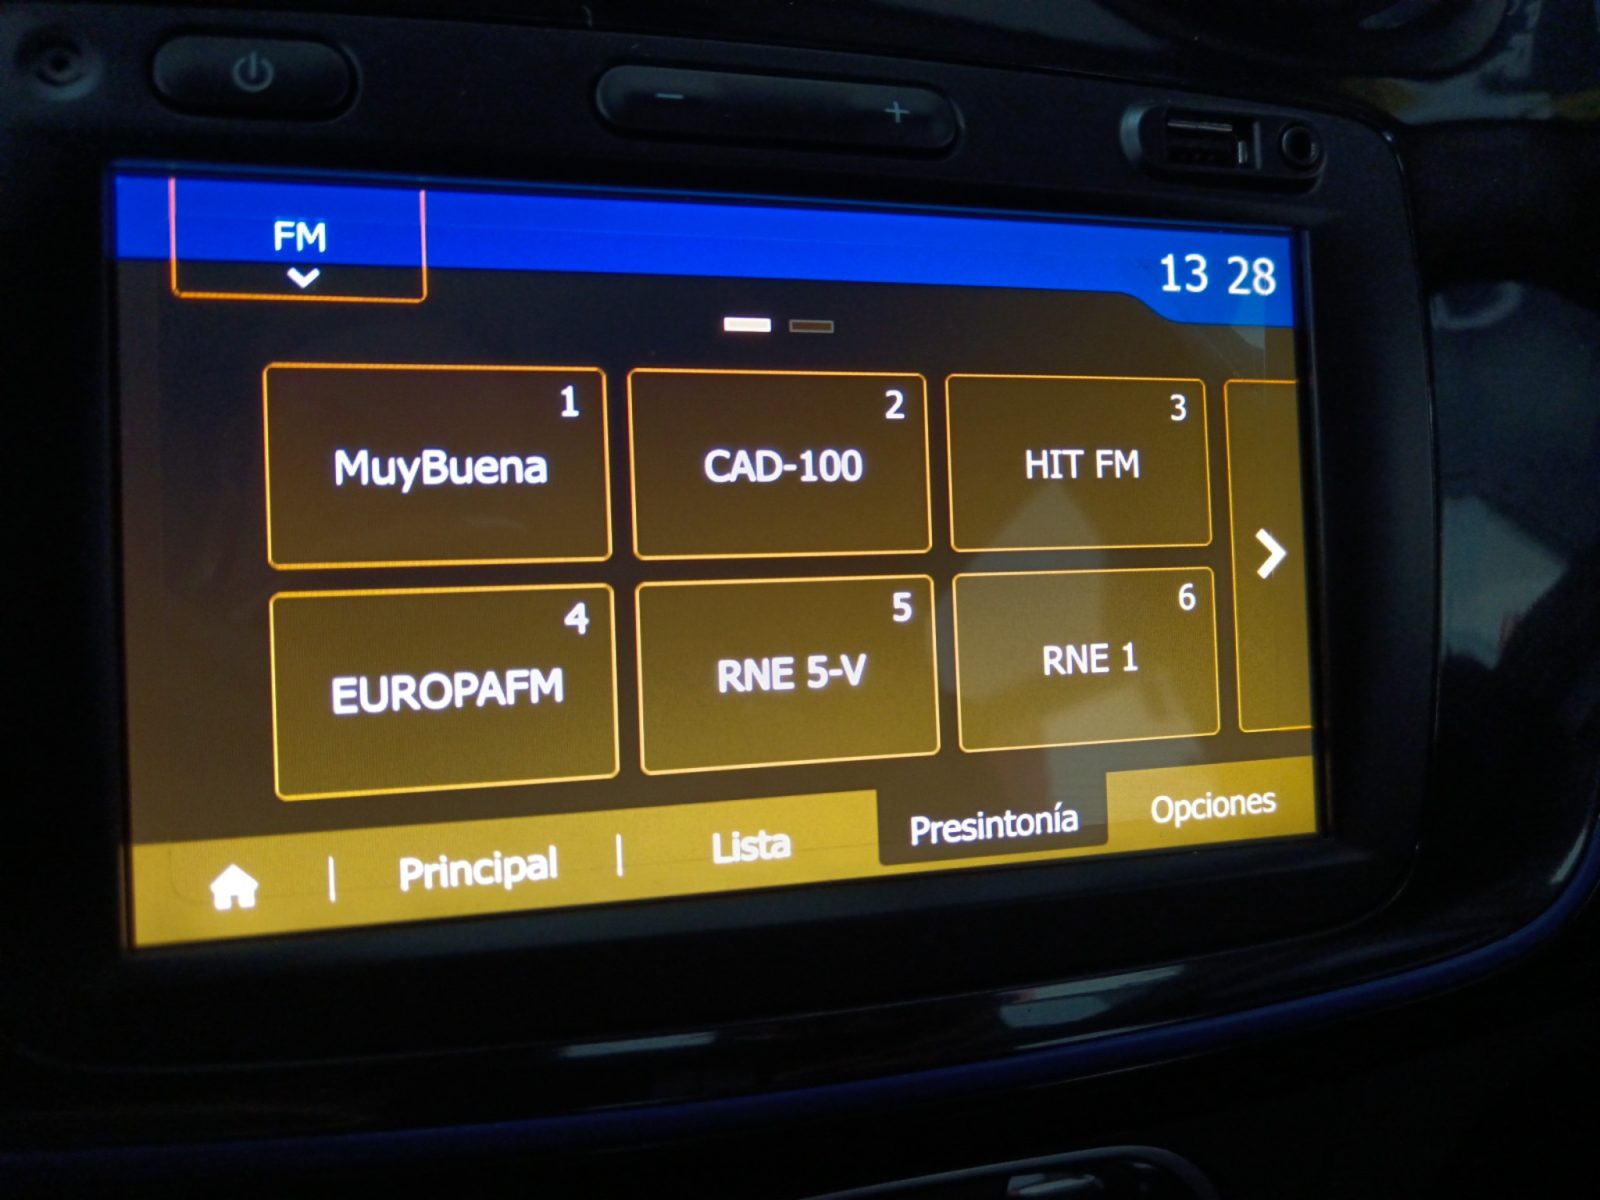 FM
13 28
1
MuyBuena
2
CAD-100
3
HIT FM
4
EUROPAFM
5
RNE 5-V
6
RNE 1
Principal
Lista
Presintonía
Opciones